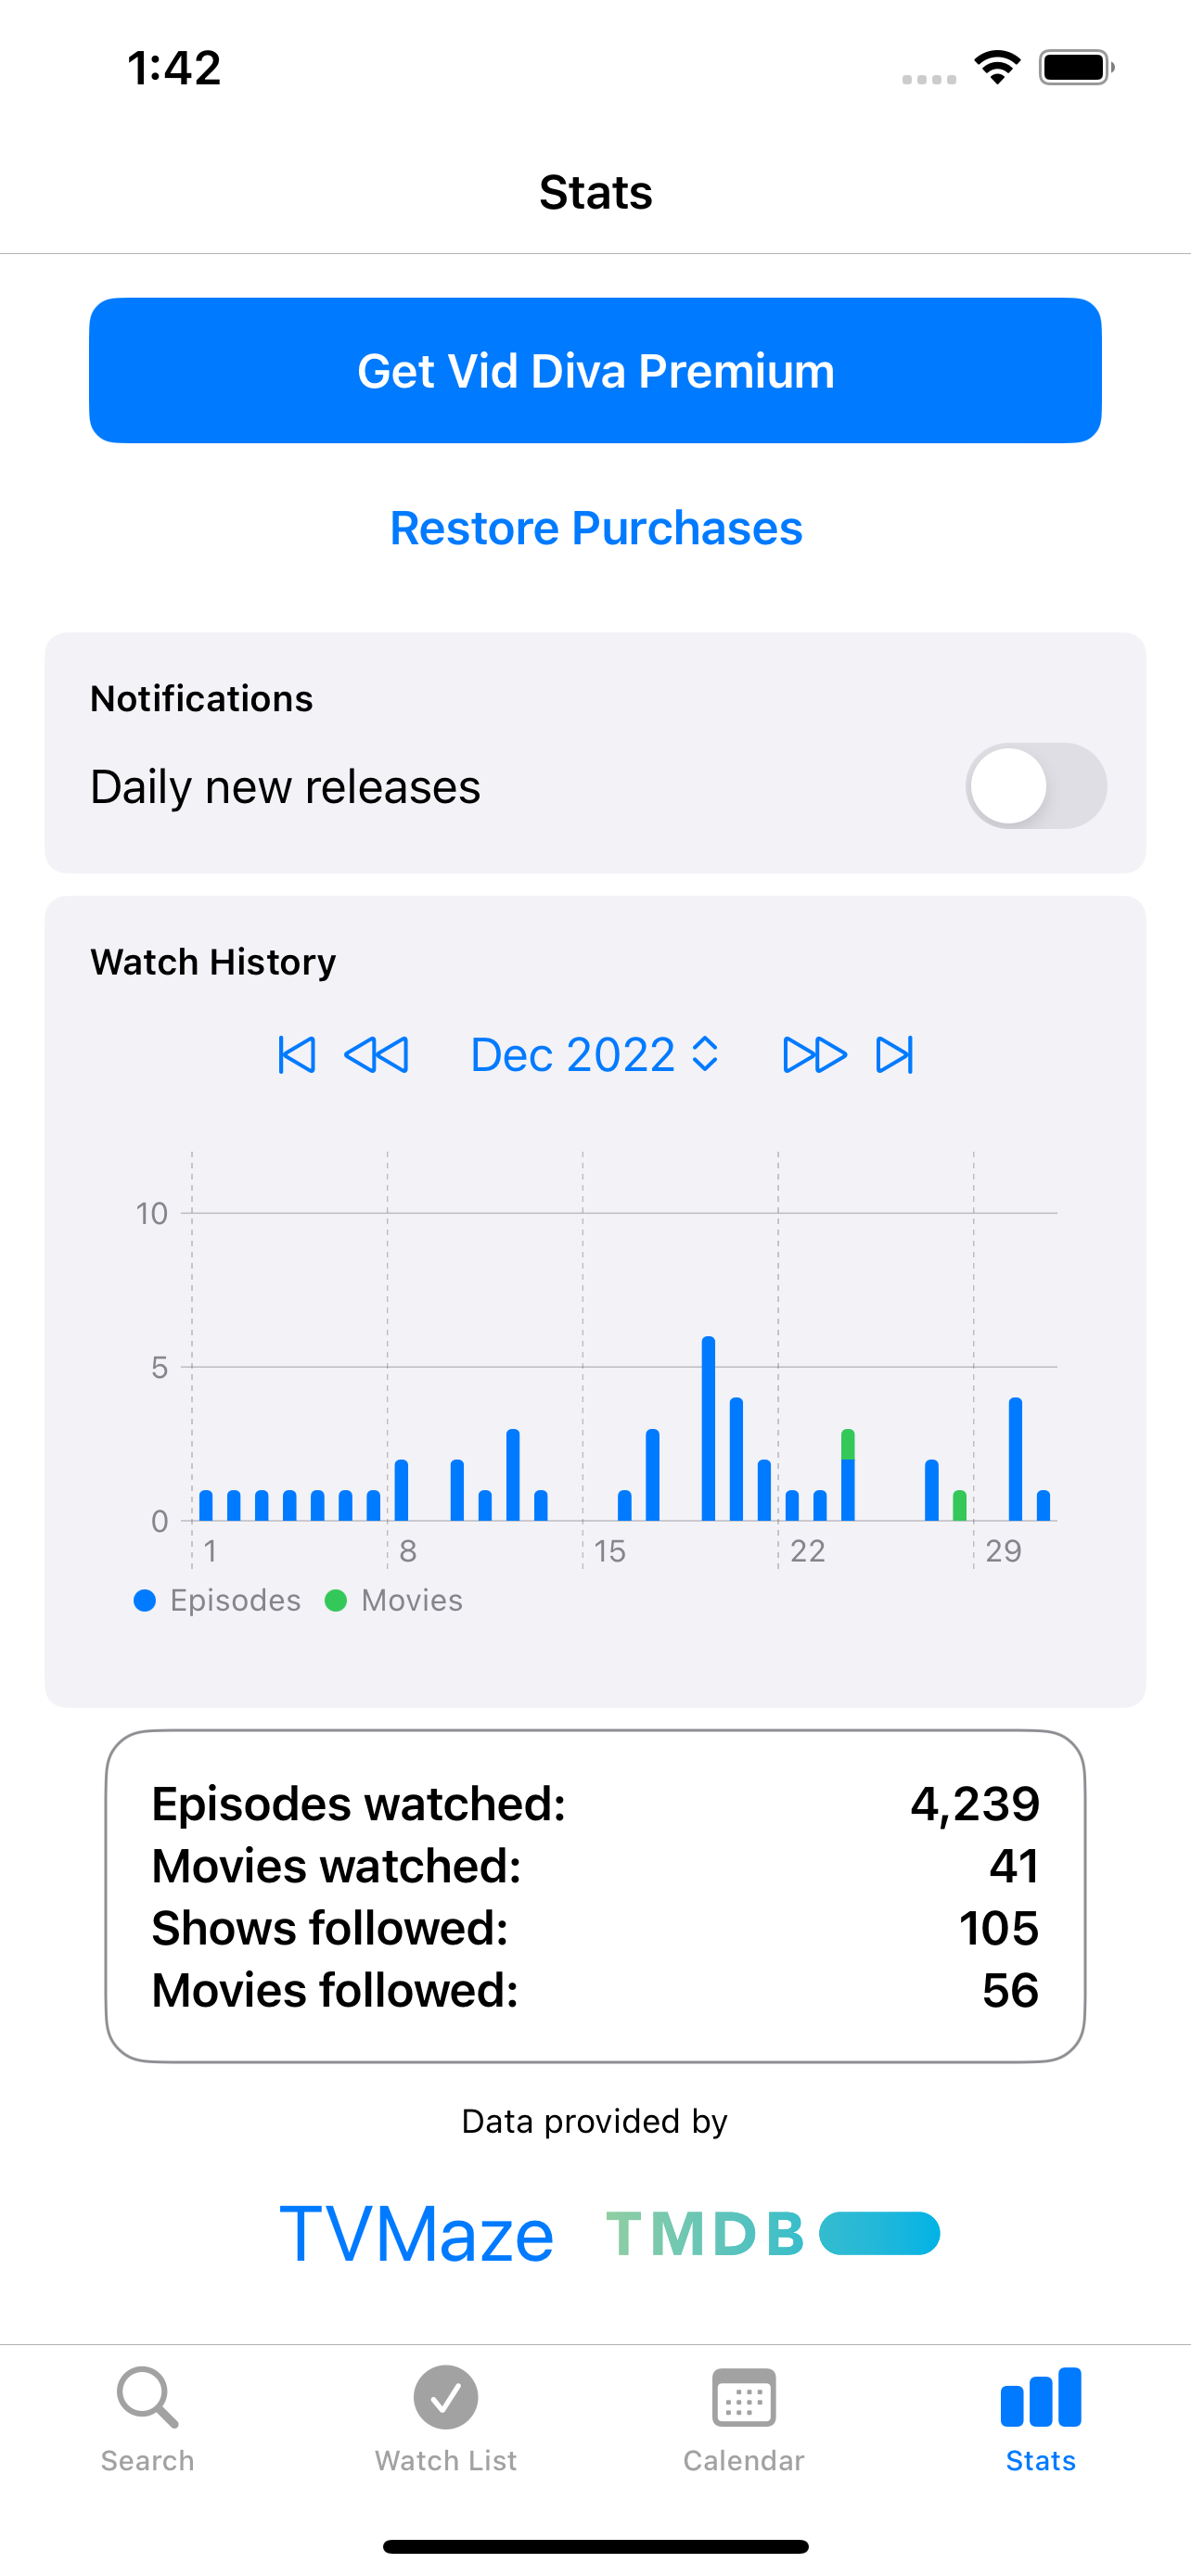 1:42
Stats
Get Vid Diva Premium
Restore Purchases
Notifications
Daily new releases
Watch History
Dec 2022
10
5
0
1 8 15 22 29
Episodes Movies
Episodes watched: 4,239
Movies watched: 41
Shows followed: 105
Movies followed: 56
Data provided by
TVMaze TMDB
Search Watch List Calendar Stats